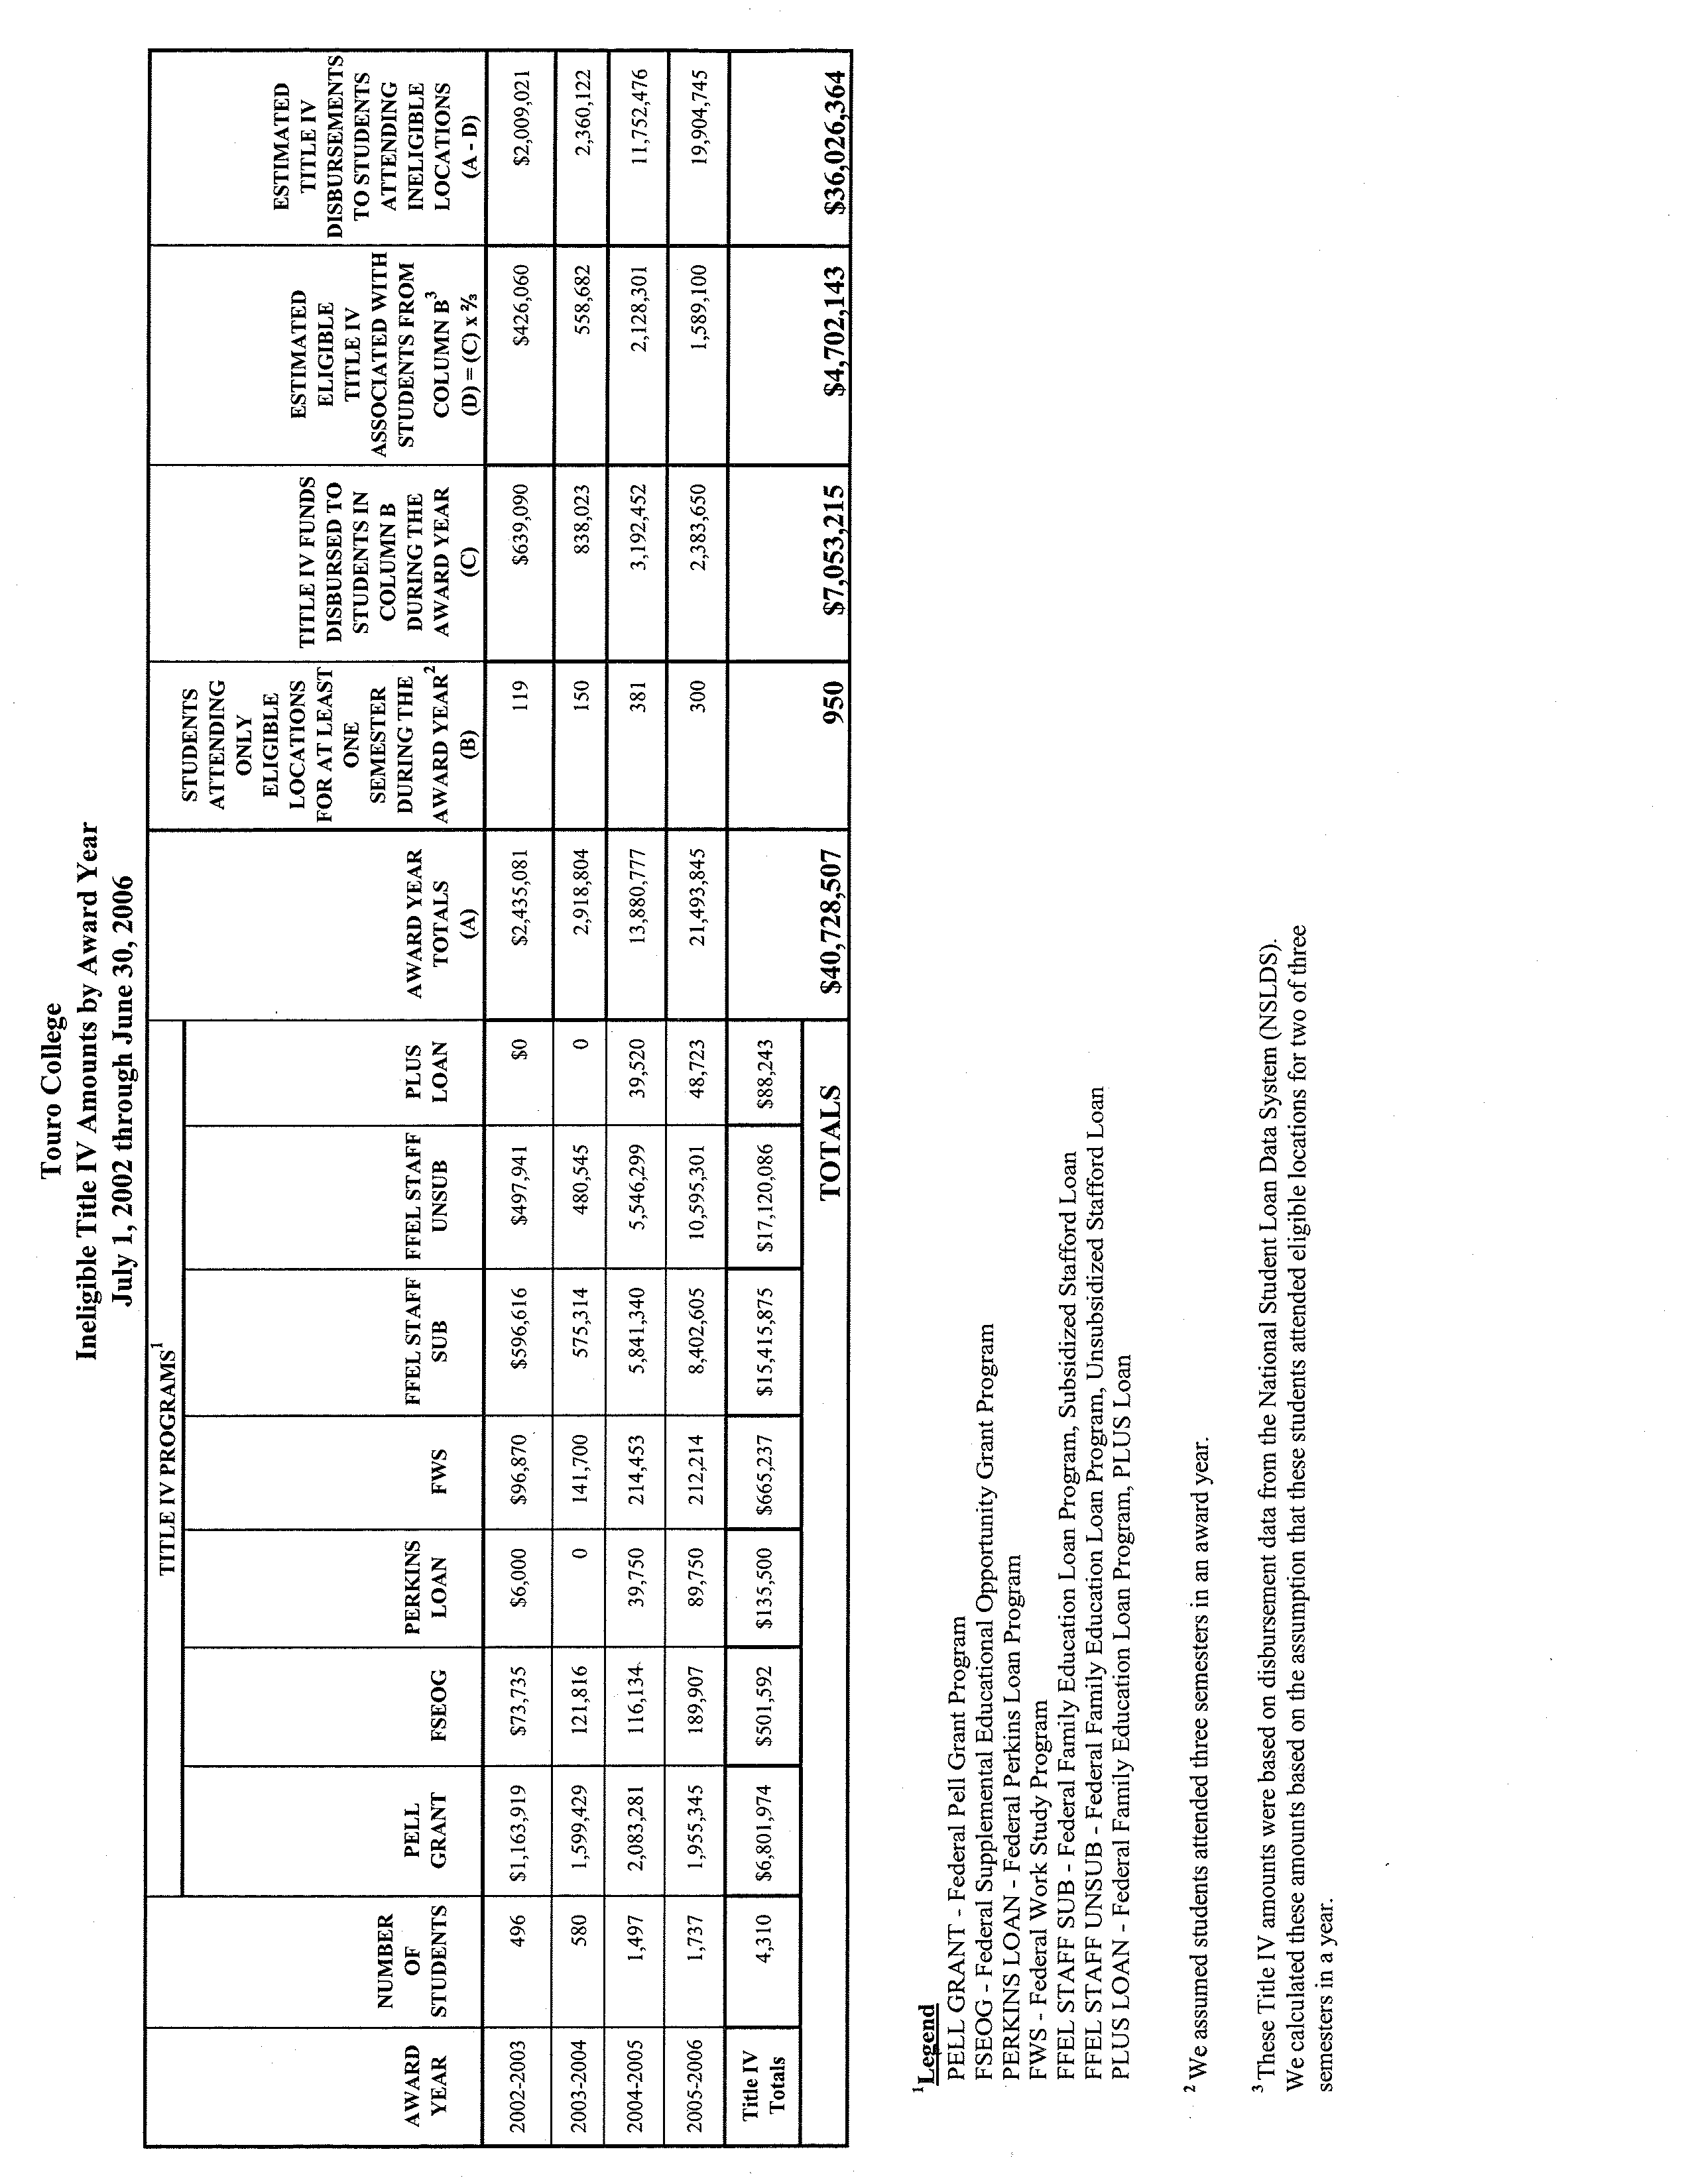 Touro College
Ineligible Title IV Amounts by Award Year
July 1, 2002 through June 30, 2006
TITLE IV PROGRAMS1
AWARD YEAR | NUMBER OF STUDENTS | PELL GRANT | FSEOG | PERKINS LOAN | FWS | FFEL STAFF SUB | FFEL STAFF UNSUB | PLUS LOAN | AWARD YEAR TOTALS (A) | STUDENTS ATTENDING ONLY ELIGIBLE LOCATIONS FOR AT LEAST ONE SEMESTER DURING THE AWARD YEAR2 (B) | TITLE IV FUNDS DISBURSED TO STUDENTS IN COLUMN B DURING THE AWARD YEAR (C) | ESTIMATED ELIGIBLE TITLE IV ASSOCIATED WITH STUDENTS FROM COLUMN B3 (D) = (C) x ⅔ | ESTIMATED TITLE IV DISBURSEMENTS TO STUDENTS ATTENDING INELIGIBLE LOCATIONS (A - D)
2002-2003 | 496 | $1,163,919 | $73,735 | $6,000 | $96,870 | $596,616 | $497,941 | $0 | $2,435,081 | 119 | $639,090 | $426,060 | $2,009,021
2003-2004 | 580 | 1,599,429 | 121,816 | 0 | 141,700 | 575,314 | 480,545 | 0 | 2,918,804 | 150 | 838,023 | 558,682 | 2,360,122
2004-2005 | 1,497 | 2,083,281 | 116,134 | 39,750 | 214,453 | 5,841,340 | 5,546,299 | 39,520 | 13,880,777 | 381 | 3,192,452 | 2,128,301 | 11,752,476
2005-2006 | 1,737 | 1,955,345 | 189,907 | 89,750 | 212,214 | 8,402,605 | 10,595,301 | 48,723 | 21,493,845 | 300 | 2,383,650 | 1,589,100 | 19,904,745
Title IV Totals | 4,310 | $6,801,974 | $501,592 | $135,500 | $665,237 | $15,415,875 | $17,120,086 | $88,243
TOTALS | $40,728,507 | 950 | $7,053,215 | $4,702,143 | $36,026,364
1Legend
PELL GRANT - Federal Pell Grant Program
FSEOG - Federal Supplemental Educational Opportunity Grant Program
PERKINS LOAN - Federal Perkins Loan Program
FWS - Federal Work Study Program
FFEL STAFF SUB - Federal Family Education Loan Program, Subsidized Stafford Loan
FFEL STAFF UNSUB - Federal Family Education Loan Program, Unsubsidized Stafford Loan
PLUS LOAN - Federal Family Education Loan Program, PLUS Loan
2 We assumed students attended three semesters in an award year.
3 These Title IV amounts were based on disbursement data from the National Student Loan Data System (NSLDS).
We calculated these amounts based on the assumption that these students attended eligible locations for two of three
semesters in a year.